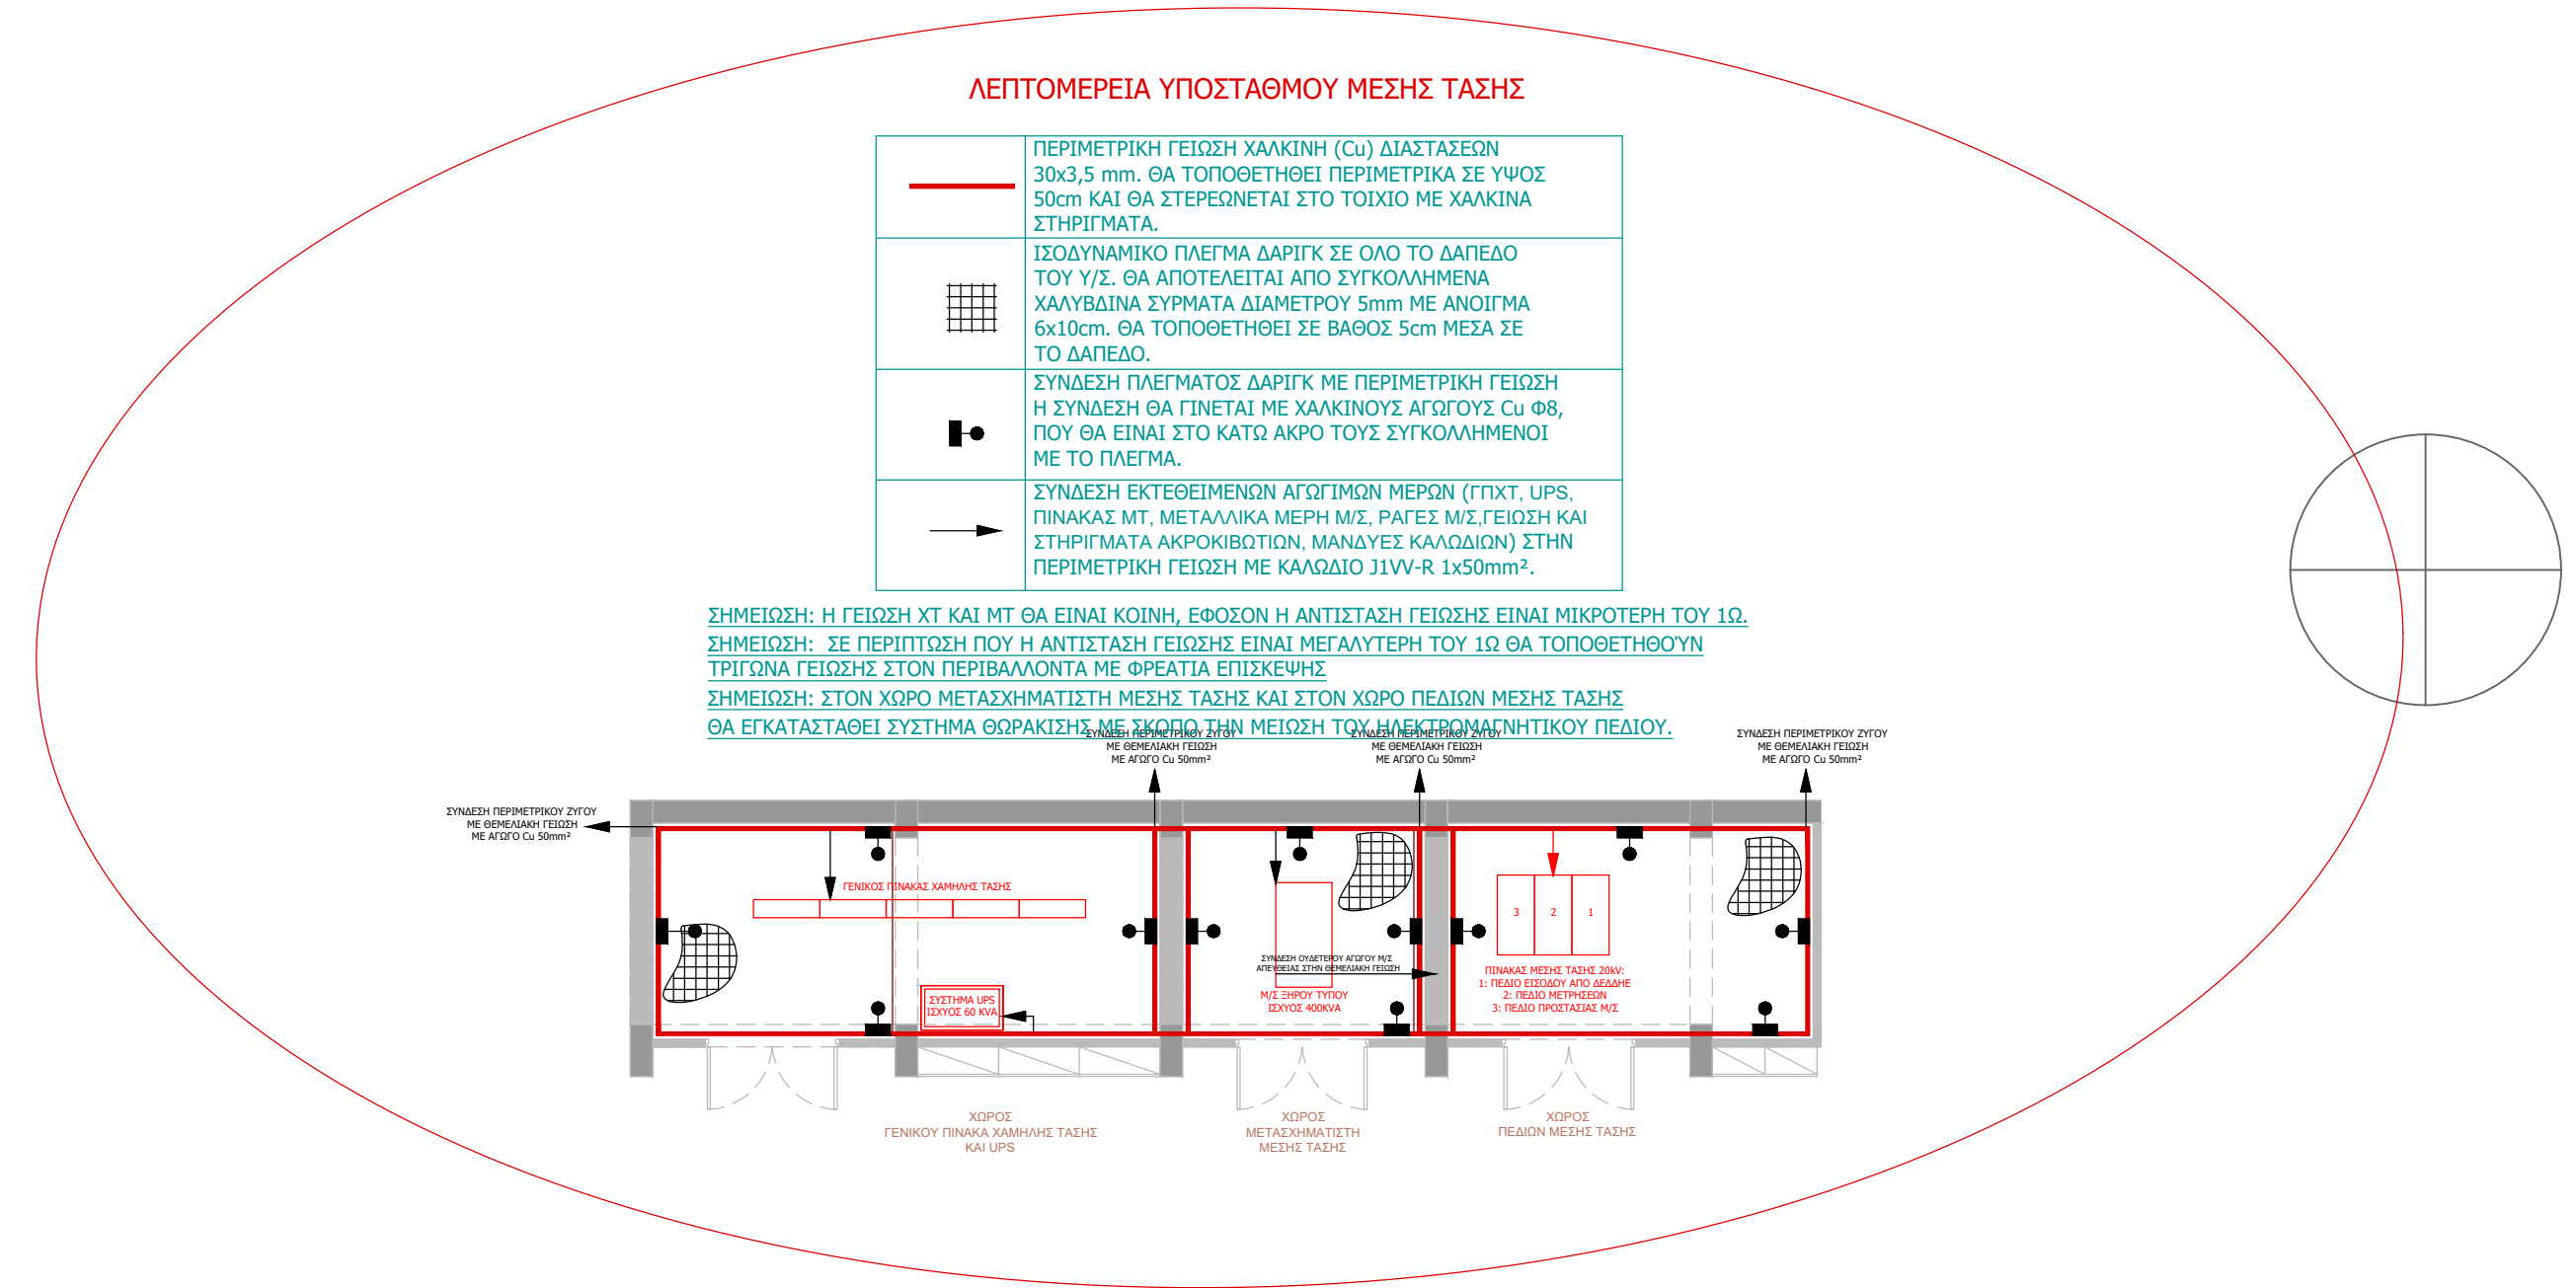 ΛΕΠΤΟΜΕΡΕΙΑ ΥΠΟΣΤΑΘΜΟΥ ΜΕΣΗΣ ΤΑΣΗΣ
ΠΕΡΙΜΕΤΡΙΚΗ ΓΕΙΩΣΗ ΧΑΛΚΙΝΗ (Cu) ΔΙΑΣΤΑΣΕΩΝ
30x3,5 mm. ΘΑ ΤΟΠΟΘΕΤΗΘΕΙ ΠΕΡΙΜΕΤΡΙΚΑ ΣΕ ΥΨΟΣ
50cm ΚΑΙ ΘΑ ΣΤΕΡΕΩΝΕΤΑΙ ΣΤΟ ΤΟΙΧΙΟ ΜΕ ΧΑΛΚΙΝΑ
ΣΤΗΡΙΓΜΑΤΑ.
ΙΣΟΔΥΝΑΜΙΚΟ ΠΛΕΓΜΑ ΔΑΡΙΓΚ ΣΕ ΟΛΟ ΤΟ ΔΑΠΕΔΟ
ΤΟΥ Υ/Σ. ΘΑ ΑΠΟΤΕΛΕΙΤΑΙ ΑΠΟ ΣΥΓΚΟΛΛΗΜΕΝΑ
ΧΑΛΥΒΔΙΝΑ ΣΥΡΜΑΤΑ ΔΙΑΜΕΤΡΟΥ 5mm ΜΕ ΑΝΟΙΓΜΑ
6x10cm. ΘΑ ΤΟΠΟΘΕΤΗΘΕΙ ΣΕ ΒΑΘΟΣ 5cm ΜΕΣΑ ΣΕ
ΤΟ ΔΑΠΕΔΟ.
ΣΥΝΔΕΣΗ ΠΛΕΓΜΑΤΟΣ ΔΑΡΙΓΚ ΜΕ ΠΕΡΙΜΕΤΡΙΚΗ ΓΕΙΩΣΗ
Η ΣΥΝΔΕΣΗ ΘΑ ΓΙΝΕΤΑΙ ΜΕ ΧΑΛΚΙΝΟΥΣ ΑΓΩΓΟΥΣ Cu Φ8,
ΠΟΥ ΘΑ ΕΙΝΑΙ ΣΤΟ ΚΑΤΩ ΑΚΡΟ ΤΟΥΣ ΣΥΓΚΟΛΛΗΜΕΝΟΙ
ΜΕ ΤΟ ΠΛΕΓΜΑ.
ΣΥΝΔΕΣΗ ΕΚΤΕΘΕΙΜΕΝΩΝ ΑΓΩΓΙΜΩΝ ΜΕΡΩΝ (ΓΠΧΤ, UPS,
ΠΙΝΑΚΑΣ ΜΤ, ΜΕΤΑΛΛΙΚΑ ΜΕΡΗ Μ/Σ, ΡΑΓΕΣ Μ/Σ,ΓΕΙΩΣΗ ΚΑΙ
ΣΤΗΡΙΓΜΑΤΑ ΑΚΡΟΚΙΒΩΤΙΩΝ, ΜΑΝΔΥΕΣ ΚΑΛΩΔΙΩΝ) ΣΤΗΝ
ΠΕΡΙΜΕΤΡΙΚΗ ΓΕΙΩΣΗ ΜΕ ΚΑΛΩΔΙΟ J1VV-R 1x50mm².
ΣΗΜΕΙΩΣΗ: Η ΓΕΙΩΣΗ ΧΤ ΚΑΙ ΜΤ ΘΑ ΕΙΝΑΙ ΚΟΙΝΗ, ΕΦΟΣΟΝ Η ΑΝΤΙΣΤΑΣΗ ΓΕΙΩΣΗΣ ΕΙΝΑΙ ΜΙΚΡΟΤΕΡΗ ΤΟΥ 1Ω.
ΣΗΜΕΙΩΣΗ: ΣΕ ΠΕΡΙΠΤΩΣΗ ΠΟΥ Η ΑΝΤΙΣΤΑΣΗ ΓΕΙΩΣΗΣ ΕΙΝΑΙ ΜΕΓΑΛΥΤΕΡΗ ΤΟΥ 1Ω ΘΑ ΤΟΠΟΘΕΤΗΘΟΎΝ
ΤΡΙΓΩΝΑ ΓΕΙΩΣΗΣ ΣΤΟΝ ΠΕΡΙΒΑΛΛΟΝΤΑ ΜΕ ΦΡΕΑΤΙΑ ΕΠΙΣΚΕΨΗΣ
ΣΗΜΕΙΩΣΗ: ΣΤΟΝ ΧΩΡΟ ΜΕΤΑΣΧΗΜΑΤΙΣΤΗ ΜΕΣΗΣ ΤΑΣΗΣ ΚΑΙ ΣΤΟΝ ΧΩΡΟ ΠΕΔΙΩΝ ΜΕΣΗΣ ΤΑΣΗΣ
ΘΑ ΕΓΚΑΤΑΣΤΑΘΕΙ ΣΥΣΤΗΜΑ ΘΩΡΑΚΙΣΗΣ ΜΕ ΣΚΟΠΟ ΤΗΝ ΜΕΙΩΣΗ ΤΟΥ ΗΛΕΚΤΡΟΜΑΓΝΗΤΙΚΟΥ ΠΕΔΙΟΥ.
ΣΥΝΔΕΣΗ ΠΕΡΙΜΕΤΡΙΚΟΥ ΖΥΓΟΥ
ΜΕ ΘΕΜΕΛΙΑΚΗ ΓΕΙΩΣΗ
ΜΕ ΑΓΩΓΟ Cu 50mm²
ΣΥΝΔΕΣΗ ΠΕΡΙΜΕΤΡΙΚΟΥ ΖΥΓΟΥ
ΜΕ ΘΕΜΕΛΙΑΚΗ ΓΕΙΩΣΗ
ΜΕ ΑΓΩΓΟ Cu 50mm²
ΣΥΝΔΕΣΗ ΠΕΡΙΜΕΤΡΙΚΟΥ ΖΥΓΟΥ
ΜΕ ΘΕΜΕΛΙΑΚΗ ΓΕΙΩΣΗ
ΜΕ ΑΓΩΓΟ Cu 50mm²
ΣΥΝΔΕΣΗ ΠΕΡΙΜΕΤΡΙΚΟΥ ΖΥΓΟΥ
ΜΕ ΘΕΜΕΛΙΑΚΗ ΓΕΙΩΣΗ
ΜΕ ΑΓΩΓΟ Cu 50mm²
ΓΕΝΙΚΟΣ ΠΙΝΑΚΑΣ ΧΑΜΗΛΗΣ ΤΑΣΗΣ
ΣΥΣΤΗΜΑ UPS
ΙΣΧΥΟΣ 60 KVA
ΣΥΝΔΕΣΗ ΟΥΔΕΤΕΡΟΥ ΑΓΩΓΟΥ Μ/Σ
ΑΠΕΥΘΕΙΑΣ ΣΤΗΝ ΘΕΜΕΛΙΑΚΗ ΓΕΙΩΣΗ
Μ/Σ ΞΗΡΟΥ ΤΥΠΟΥ
ΙΣΧΥΟΣ 400KVA
3 2 1
ΠΙΝΑΚΑΣ ΜΕΣΗΣ ΤΑΣΗΣ 20kV:
1: ΠΕΔΙΟ ΕΙΣΟΔΟΥ ΑΠΟ ΔΕΔΔΗΕ
2: ΠΕΔΙΟ ΜΕΤΡΗΣΕΩΝ
3: ΠΕΔΙΟ ΠΡΟΣΤΑΣΙΑΣ Μ/Σ
ΧΩΡΟΣ
ΓΕΝΙΚΟΥ ΠΙΝΑΚΑ ΧΑΜΗΛΗΣ ΤΑΣΗΣ
ΚΑΙ UPS
ΧΩΡΟΣ
ΜΕΤΑΣΧΗΜΑΤΙΣΤΗ
ΜΕΣΗΣ ΤΑΣΗΣ
ΧΩΡΟΣ
ΠΕΔΙΩΝ ΜΕΣΗΣ ΤΑΣΗΣ